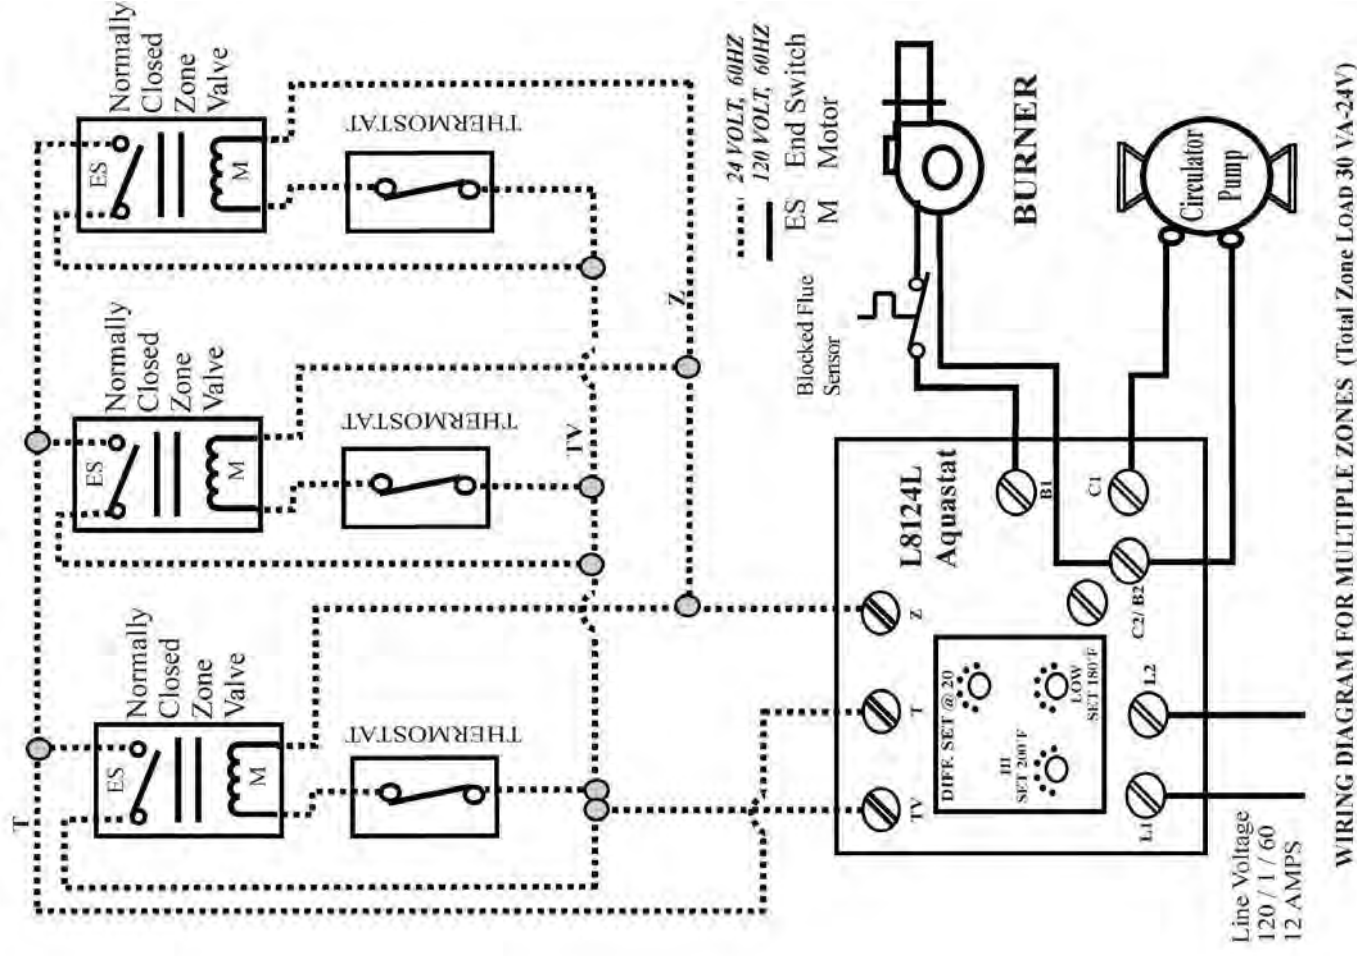 Normally
Closed
Zone
Valve
ES
M
THERMOSTAT
Normally
Closed
Zone
Valve
ES
M
THERMOSTAT
Normally
Closed
Zone
Valve
ES
M
THERMOSTAT
T
TV
Z
24 VOLT, 60HZ
120 VOLT, 60HZ
ES End Switch
M Motor
Blocked Flue
Sensor
BURNER
Circulator
Pump
L8124L
Aquastat
Z
T
TV
B1
C1
C2/ B2
L2
L1
DIFF. SET @ 20
HI
SET 200°F
LOW
SET 180°F
Line Voltage
120 / 1 / 60
12 AMPS
WIRING DIAGRAM FOR MULTIPLE ZONES (Total Zone LOAD 30 VA-24V)